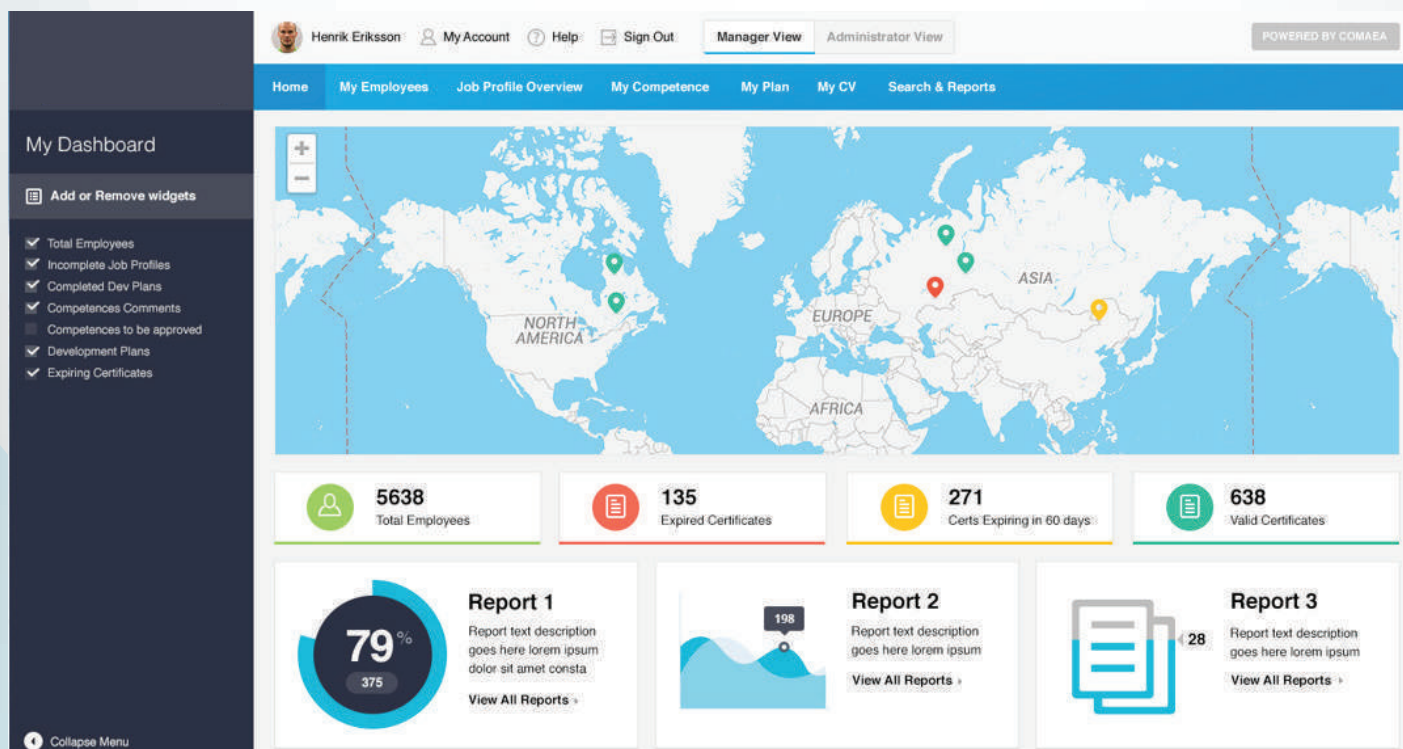 Henrik Eriksson My Account Help Sign Out Manager View Administrator View POWERED BY COMAEA
Home My Employees Job Profile Overview My Competence My Plan My CV Search & Reports
My Dashboard
Add or Remove widgets
Total Employees
Incomplete Job Profiles
Completed Dev Plans
Competences Comments
Competences to be approved
Development Plans
Expiring Certificates
Collapse Menu
+
−
NORTH
AMERICA
EUROPE
ASIA
AFRICA
5638
Total Employees
135
Expired Certificates
271
Certs Expiring in 60 days
638
Valid Certificates
79%
375
Report 1
Report text description
goes here lorem ipsum
dolor sit amet consta
View All Reports
198
Report 2
Report text description
goes here lorem ipsum
View All Reports
28
Report 3
Report text description
goes here lorem ipsum
View All Reports